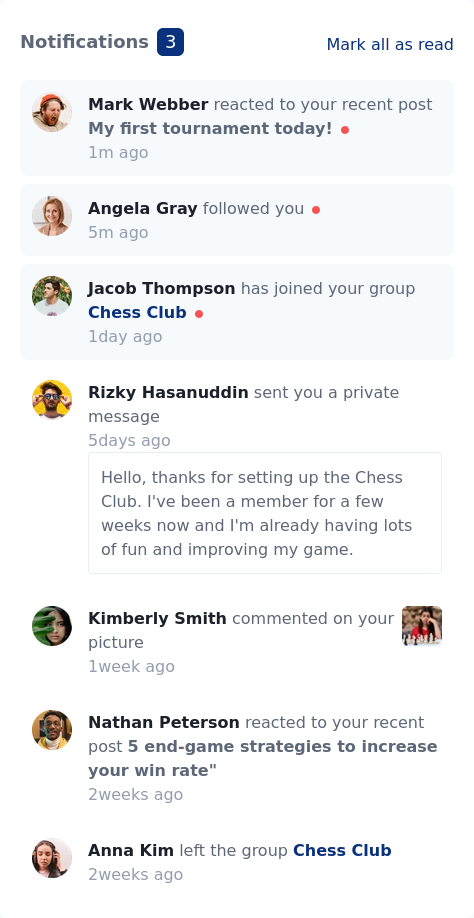 Notifications 3
Mark all as read
Mark Webber reacted to your recent post
My first tournament today!
1m ago
Angela Gray followed you
5m ago
Jacob Thompson has joined your group
Chess Club
1day ago
Rizky Hasanuddin sent you a private
message
5days ago
Hello, thanks for setting up the Chess
Club. I've been a member for a few
weeks now and I'm already having lots
of fun and improving my game.
Kimberly Smith commented on your
picture
1week ago
Nathan Peterson reacted to your recent
post 5 end-game strategies to increase
your win rate"
2weeks ago
Anna Kim left the group Chess Club
2weeks ago